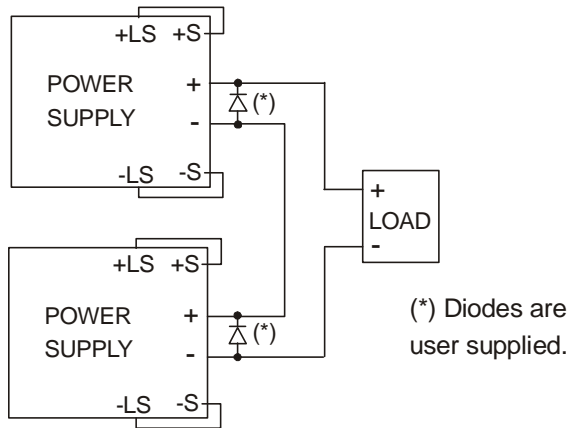 +LS +S
POWER
SUPPLY
+
-
(*)
-LS -S
+
LOAD
-
+LS +S
POWER
SUPPLY
+
-
(*)
-LS -S
(*) Diodes are
user supplied.